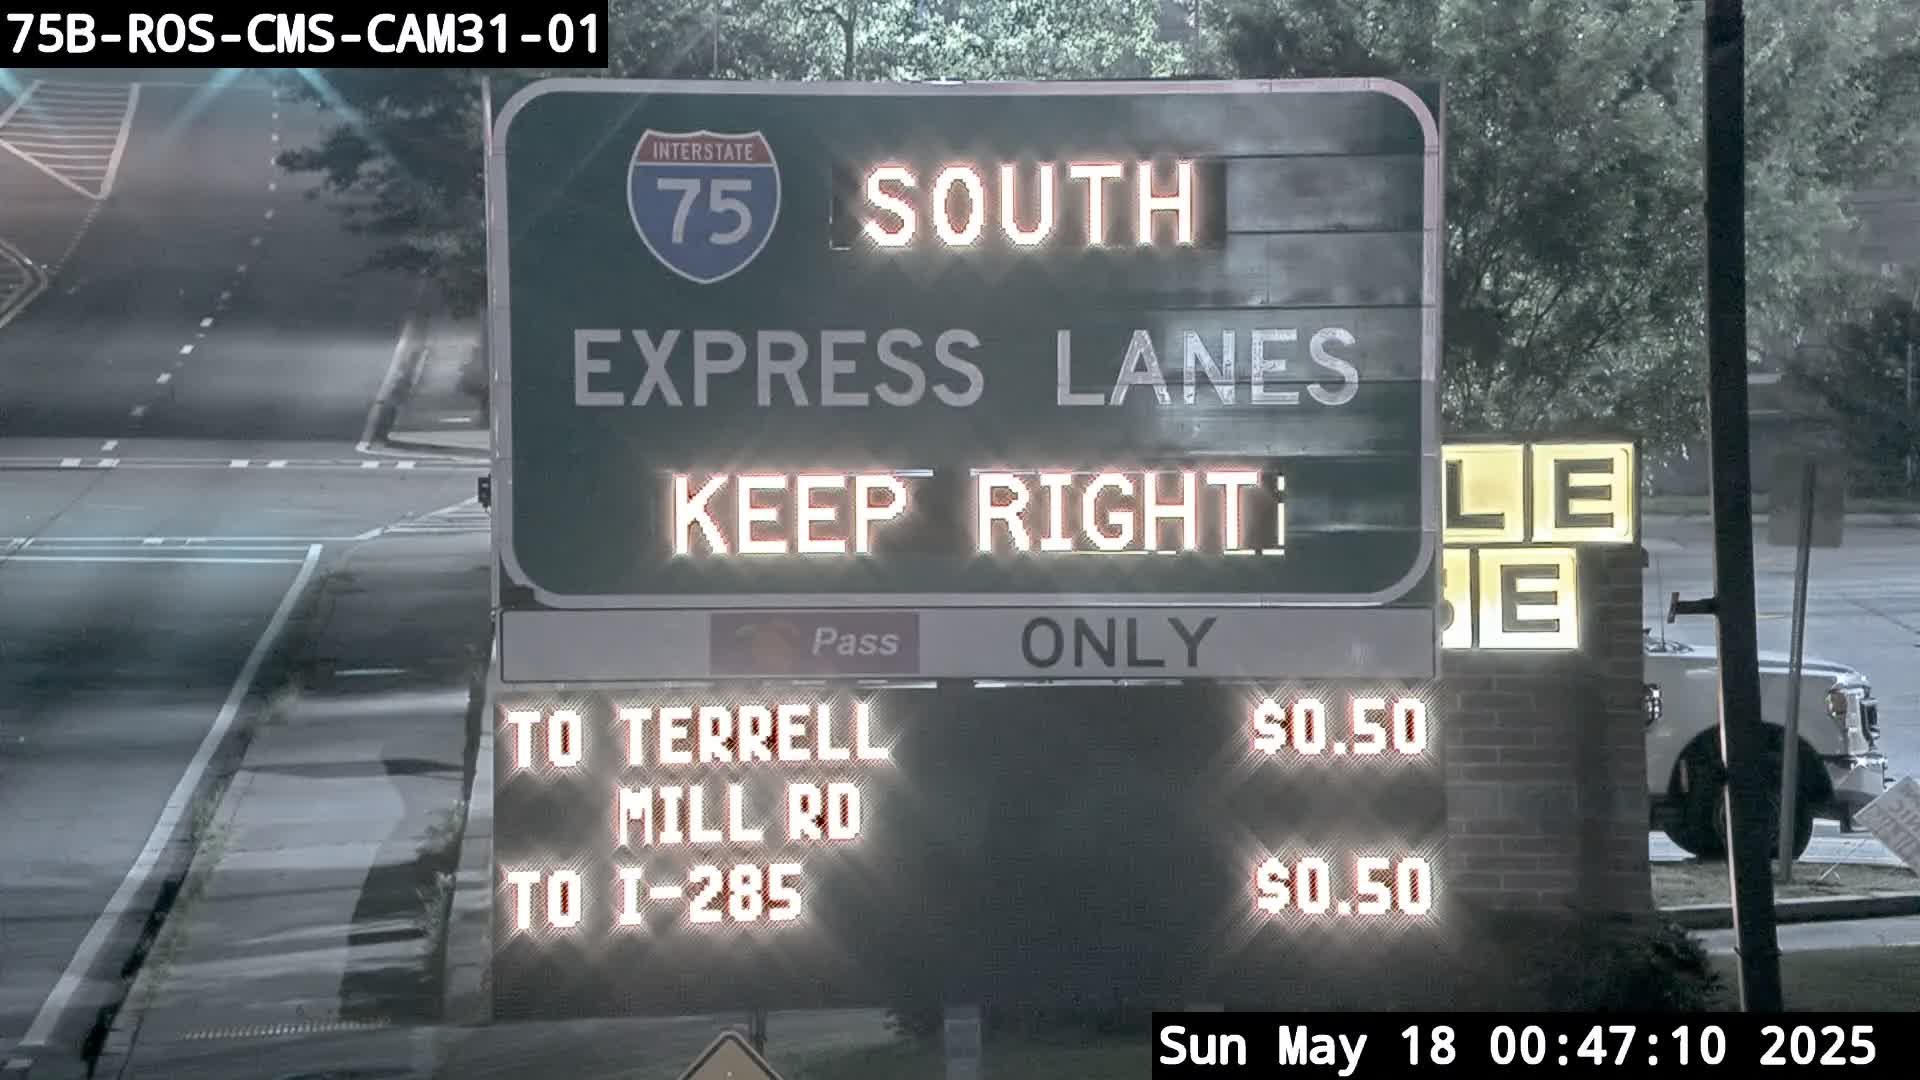 75B-ROS-CMS-CAM31-01
INTERSTATE
75
SOUTH
EXPRESS LANES
KEEP RIGHT
Pass ONLY
TO TERRELL $0.50
MILL RD
TO I-285 $0.50
LE
E
Sun May 18 00:47:10 2025